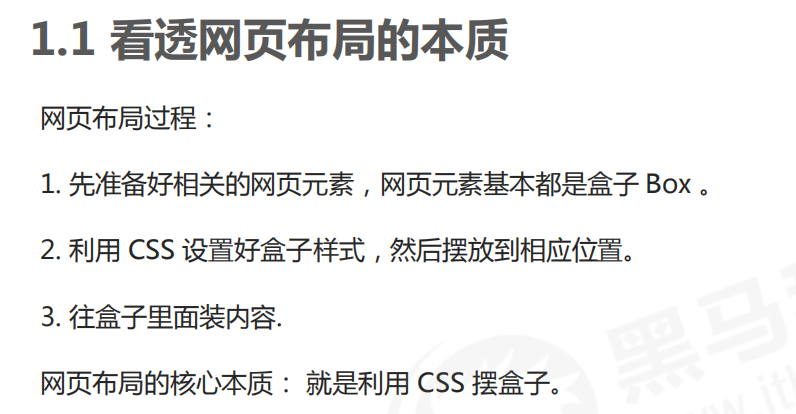 1.1 看透网页布局的本质
网页布局过程：
1. 先准备好相关的网页元素，网页元素基本都是盒子 Box 。
2. 利用 CSS 设置好盒子样式，然后摆放到相应位置。
3. 往盒子里面装内容.
网页布局的核心本质： 就是利用 CSS 摆盒子。
黑马
www.itl